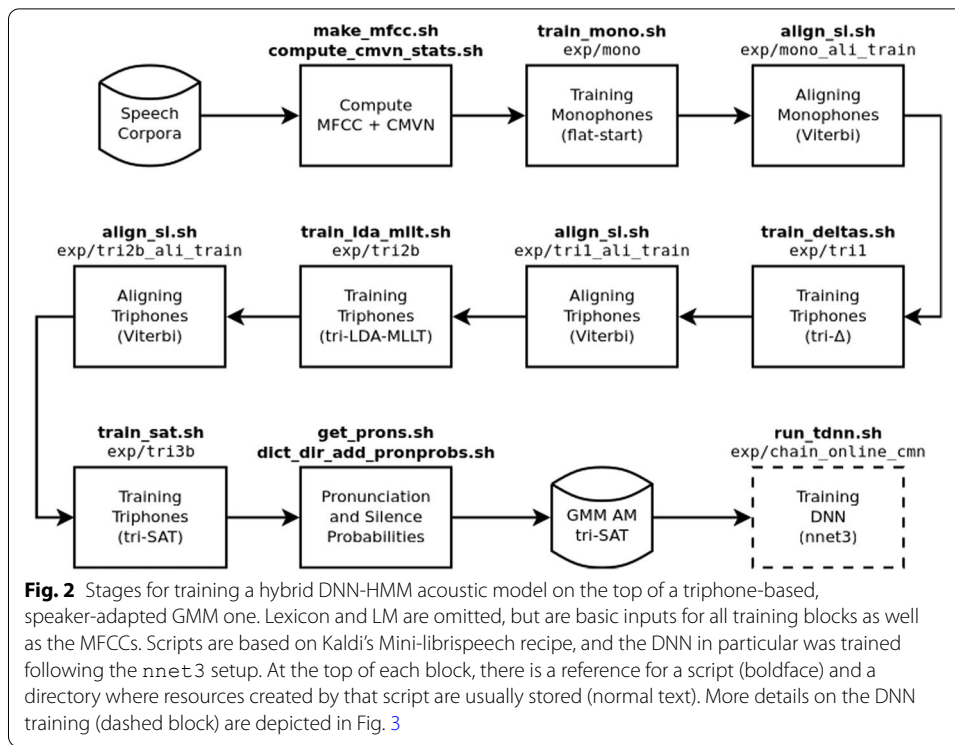 make_mfcc.sh
compute_cmvn_stats.sh
train_mono.sh
exp/mono
align_sl.sh
exp/mono_ali_train
Speech
Corpora
Compute
MFCC + CMVN
Training
Monophones
(flat-start)
Aligning
Monophones
(Viterbi)
align_sl.sh
exp/tri2b_ali_train
train_lda_mllt.sh
exp/tri2b
align_sl.sh
exp/tri1_ali_train
train_deltas.sh
exp/tri1
Aligning
Triphones
(Viterbi)
Training
Triphones
(tri-LDA-MLLT)
Aligning
Triphones
(Viterbi)
Training
Triphones
(tri-Δ)
train_sat.sh
exp/tri3b
get_prons.sh
dict_dir_add_pronprobs.sh
run_tdnn.sh
exp/chain_online_cmn
Training
Triphones
(tri-SAT)
Pronunciation
and Silence
Probabilities
GMM AM
tri-SAT
Training
DNN
(nnet3)
Fig. 2 Stages for training a hybrid DNN-HMM acoustic model on the top of a triphone-based,
speaker-adapted GMM one. Lexicon and LM are omitted, but are basic inputs for all training blocks as well
as the MFCCs. Scripts are based on Kaldi's Mini-librispeech recipe, and the DNN in particular was trained
following the nnet3 setup. At the top of each block, there is a reference for a script (boldface) and a
directory where resources created by that script are usually stored (normal text). More details on the DNN
training (dashed block) are depicted in Fig. 3